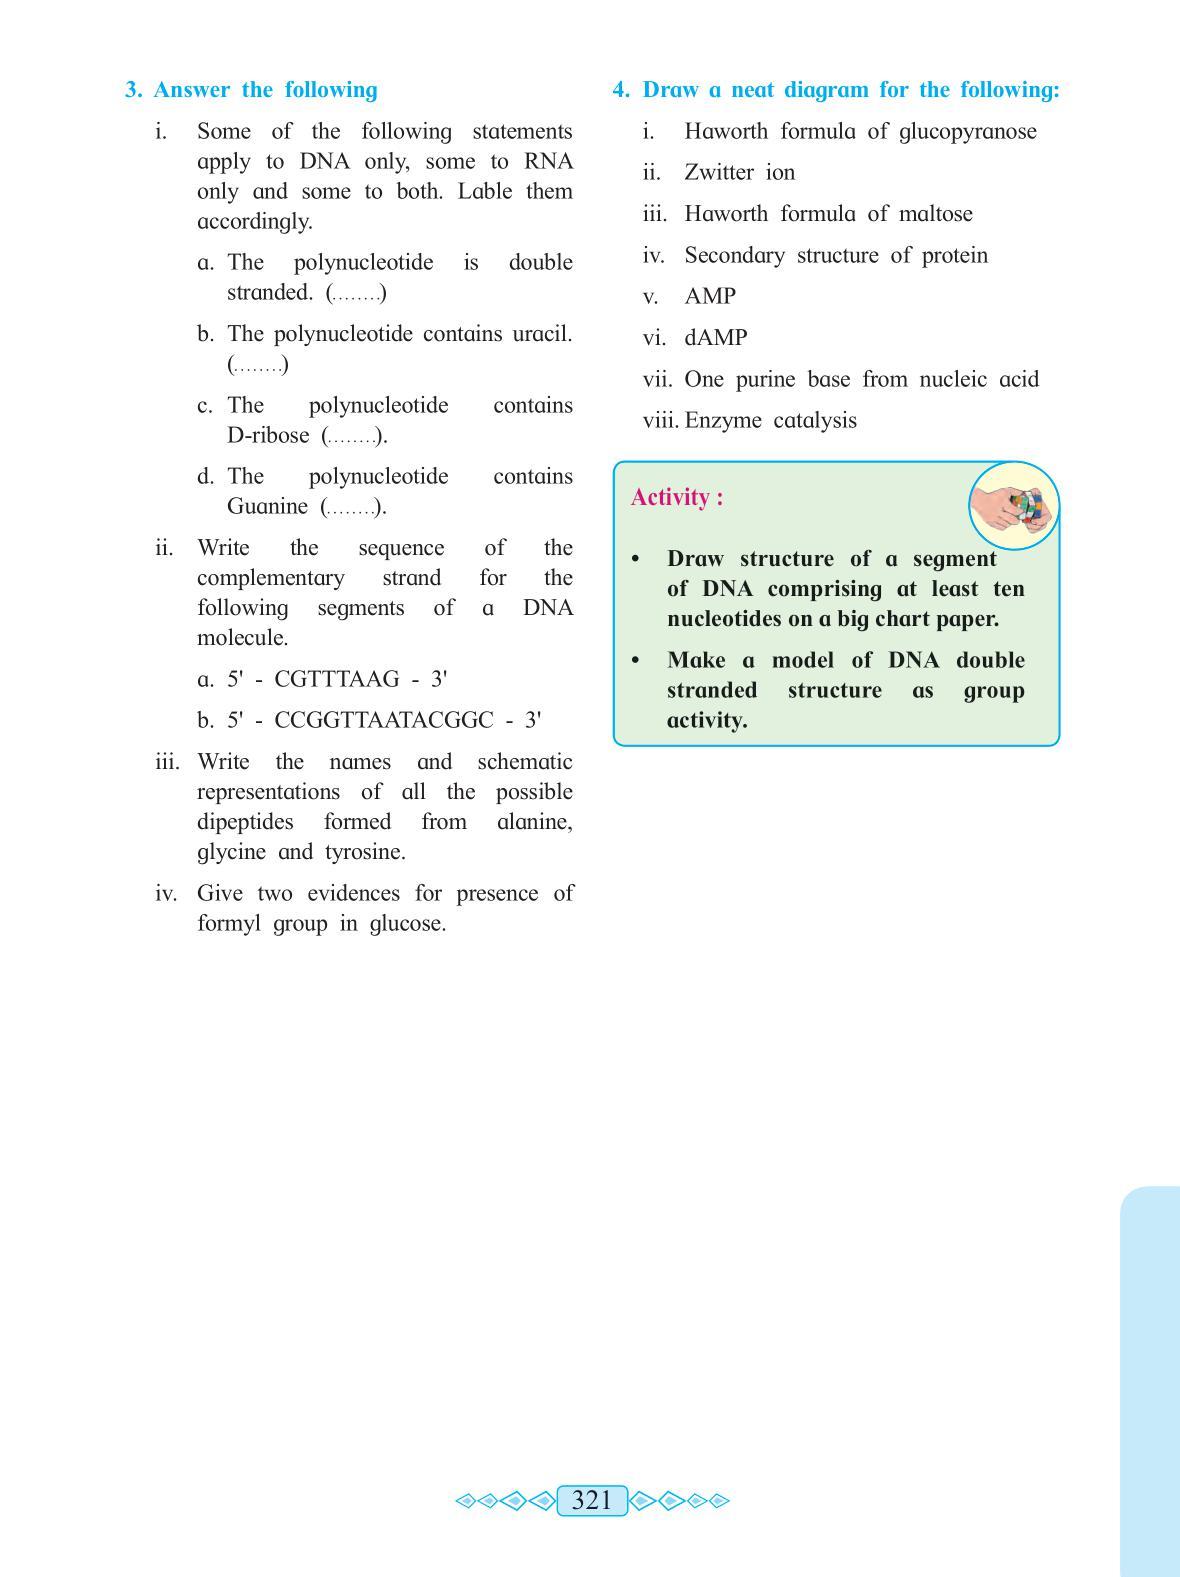 3. Answer the following
i. Some of the following statements
apply to DNA only, some to RNA
only and some to both. Lable them
accordingly.
a. The polynucleotide is double
stranded. (........)
b. The polynucleotide contains uracil.
(........)
c. The polynucleotide contains
D-ribose (........).
d. The polynucleotide contains
Guanine (........).
ii. Write the sequence of the
complementary strand for the
following segments of a DNA
molecule.
a. 5' - CGTTTAAG - 3'
b. 5' - CCGGTTAATACGGC - 3'
iii. Write the names and schematic
representations of all the possible
dipeptides formed from alanine,
glycine and tyrosine.
iv. Give two evidences for presence of
formyl group in glucose.
4. Draw a neat diagram for the following:
i. Haworth formula of glucopyranose
ii. Zwitter ion
iii. Haworth formula of maltose
iv. Secondary structure of protein
v. AMP
vi. dAMP
vii. One purine base from nucleic acid
viii. Enzyme catalysis
Activity :
• Draw structure of a segment
of DNA comprising at least ten
nucleotides on a big chart paper.
• Make a model of DNA double
stranded structure as group
activity.
321